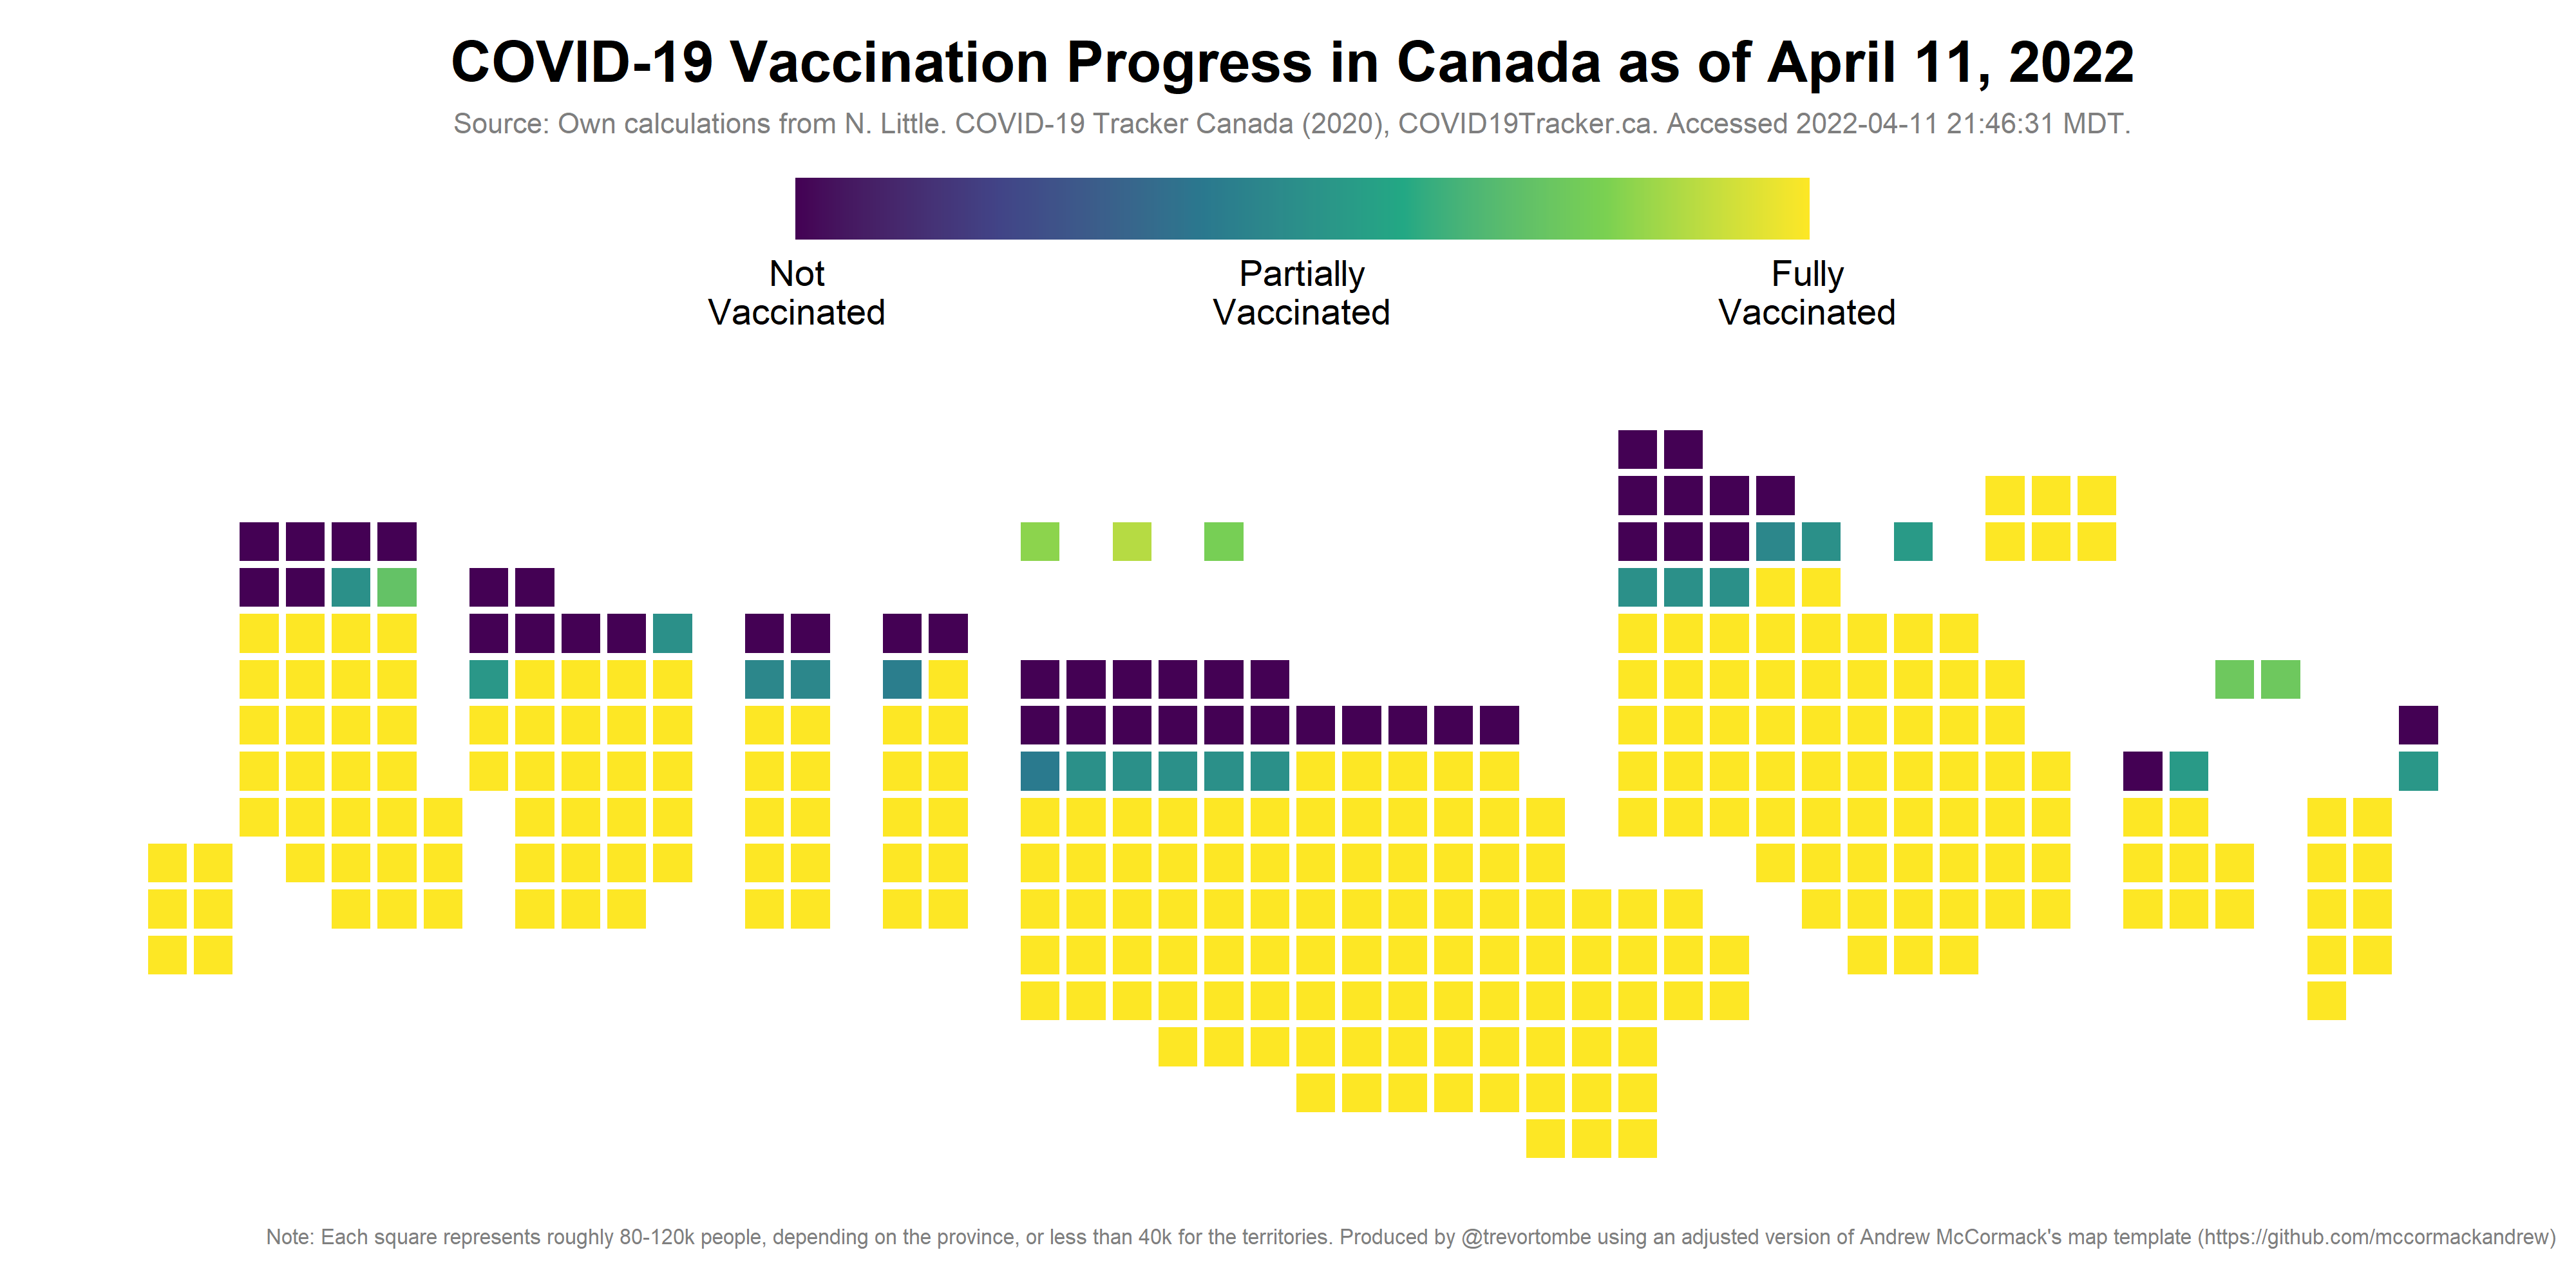 COVID-19 Vaccination Progress in Canada as of April 11, 2022
Source: Own calculations from N. Little. COVID-19 Tracker Canada (2020), COVID19Tracker.ca. Accessed 2022-04-11 21:46:31 MDT.
Not
Vaccinated
Partially
Vaccinated
Fully
Vaccinated
Note: Each square represents roughly 80-120k people, depending on the province, or less than 40k for the territories. Produced by @trevortombe using an adjusted version of Andrew McCormack's map template (https://github.com/mccormackandrew)